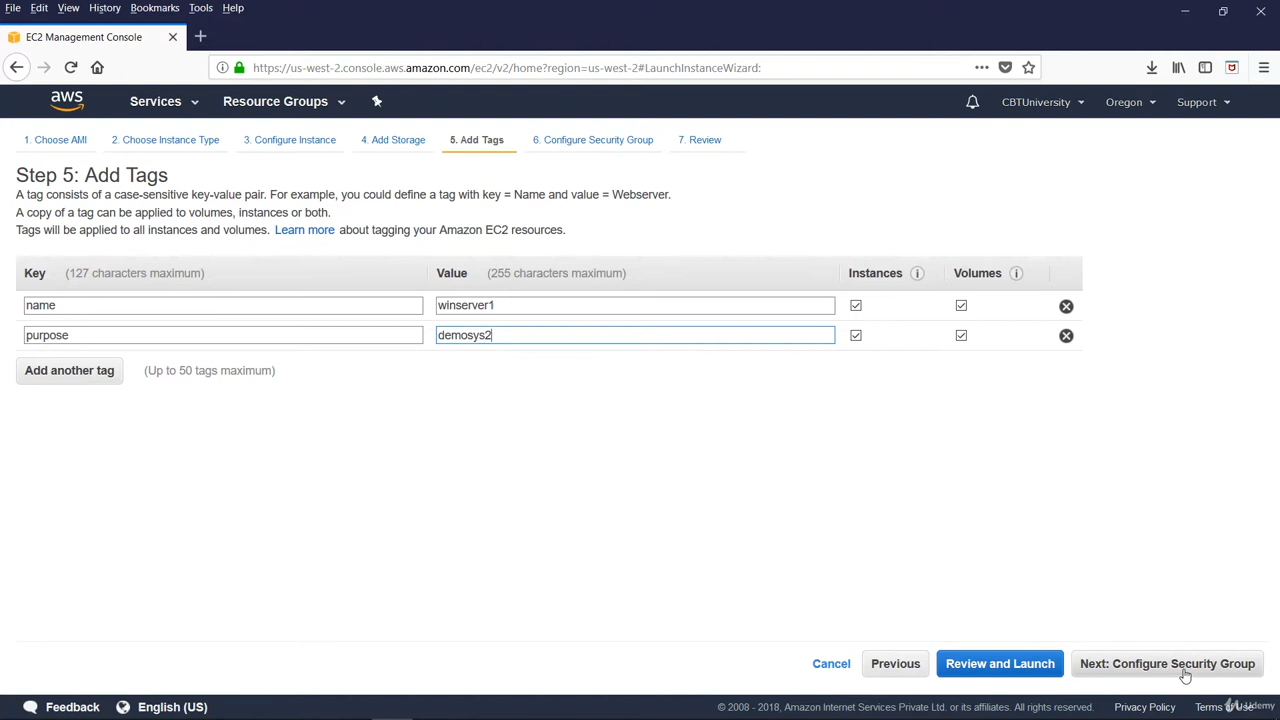 File Edit View History Bookmarks Tools Help
EC2 Management Console
https://us-west-2.console.aws.amazon.com/ec2/v2/home?region=us-west-2#LaunchInstanceWizard:
aws Services Resource Groups CBTUniversity Oregon Support
1. Choose AMI 2. Choose Instance Type 3. Configure Instance 4. Add Storage 5. Add Tags 6. Configure Security Group 7. Review
Step 5: Add Tags
A tag consists of a case-sensitive key-value pair. For example, you could define a tag with key = Name and value = Webserver.
A copy of a tag can be applied to volumes, instances or both.
Tags will be applied to all instances and volumes. Learn more about tagging your Amazon EC2 resources.
Key (127 characters maximum) Value (255 characters maximum) Instances Volumes
name winserver1
purpose demosys2
Add another tag (Up to 50 tags maximum)
Cancel Previous Review and Launch Next: Configure Security Group
Feedback English (US) © 2008 - 2018, Amazon Internet Services Private Ltd. or its affiliates. All rights reserved. Privacy Policy Terms of Use
Udemy